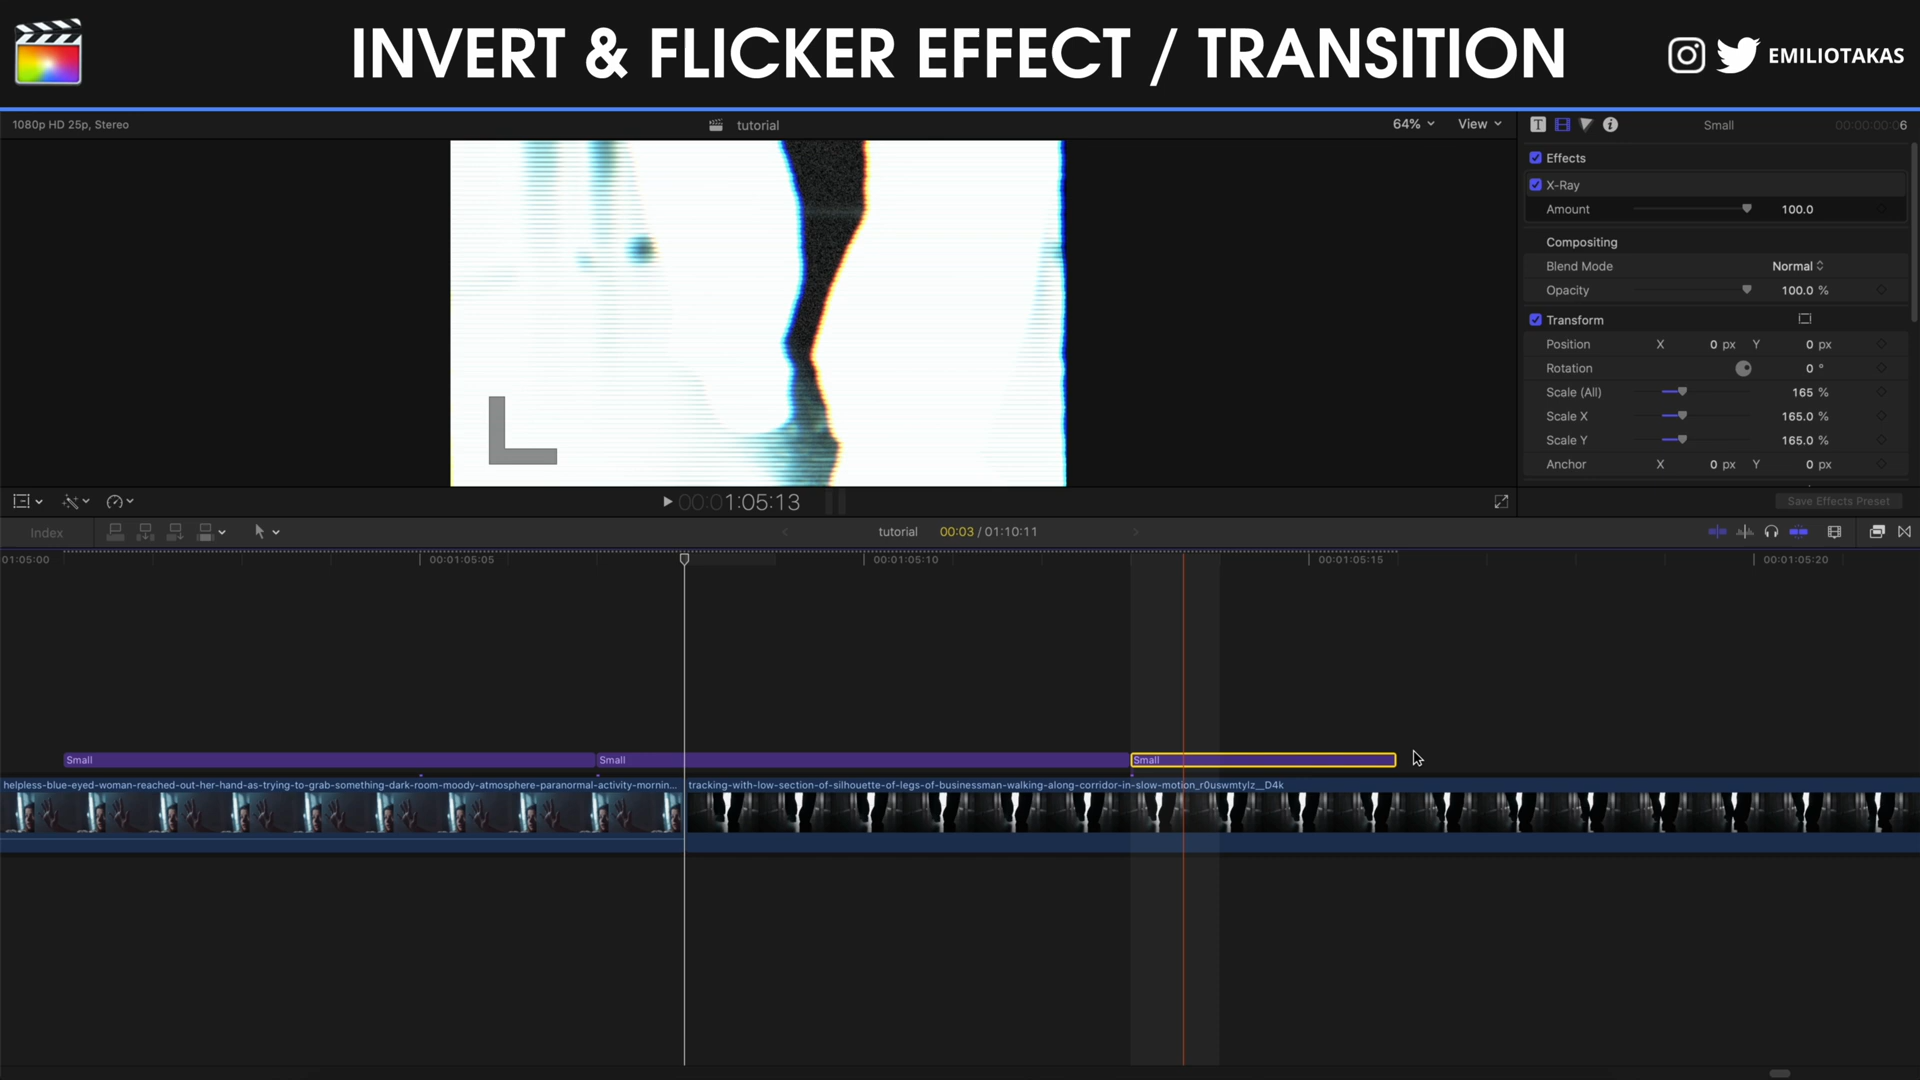 INVERT & FLICKER EFFECT / TRANSITION
EMILIOTAKAS
1080p HD 25p, Stereo
tutorial
64%
View
Small
00:00:00:06
Effects
X-Ray
Amount 100.0
Compositing
Blend Mode Normal
Opacity 100.0 %
Transform
Position X 0 px Y 0 px
Rotation 0 °
Scale (All) 165 %
Scale X 165.0 %
Scale Y 165.0 %
Anchor X 0 px Y 0 px
00:01:05:13
Save Effects Preset
Index
tutorial 00:03 / 01:10:11
01:05:00 00:01:05:05 00:01:05:10 00:01:05:15 00:01:05:20
Small Small Small
helpless-blue-eyed-woman-reached-out-her-hand-as-trying-to-grab-something-dark-room-moody-atmosphere-paranormal-activity-mornin...
tracking-with-low-section-of-silhouette-of-legs-of-businessman-walking-along-corridor-in-slow-motion_r0uswmtylz__D4k